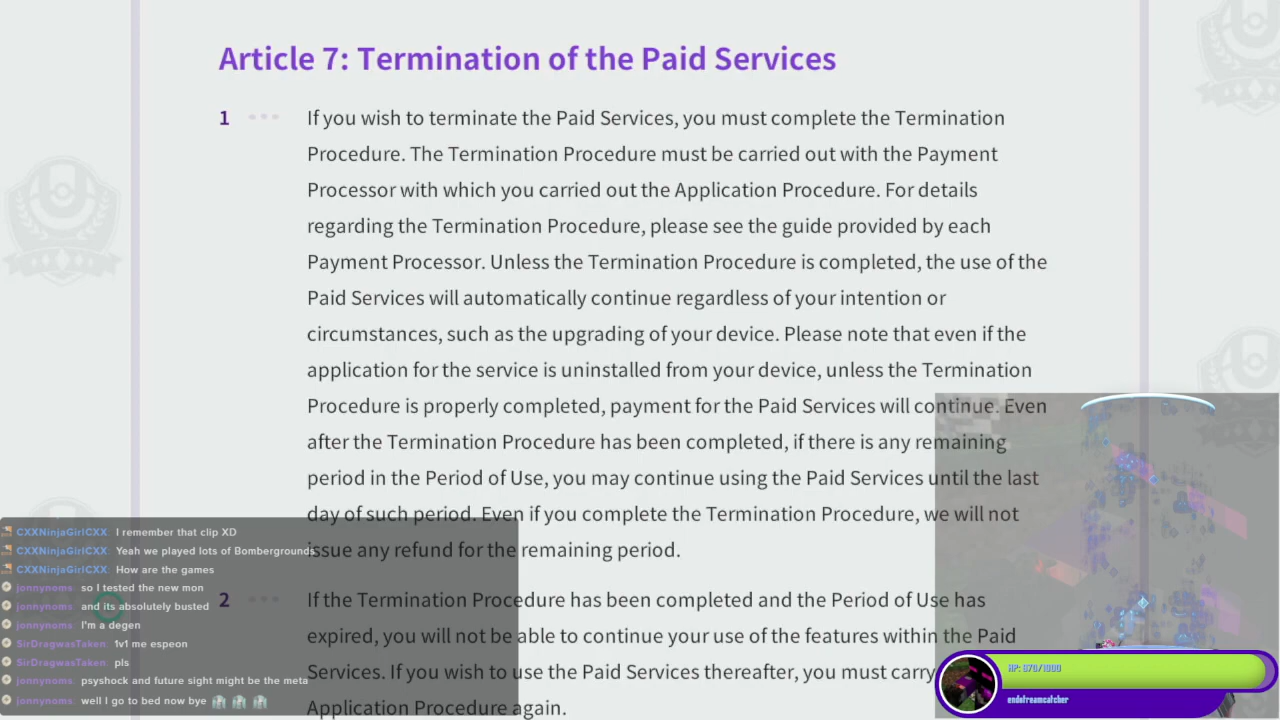 Article 7: Termination of the Paid Services
1 If you wish to terminate the Paid Services, you must complete the Termination
Procedure. The Termination Procedure must be carried out with the Payment
Processor with which you carried out the Application Procedure. For details
regarding the Termination Procedure, please see the guide provided by each
Payment Processor. Unless the Termination Procedure is completed, the use of the
Paid Services will automatically continue regardless of your intention or
circumstances, such as the upgrading of your device. Please note that even if the
application for the service is uninstalled from your device, unless the Termination
Procedure is properly completed, payment for the Paid Services will continue. Even
after the Termination Procedure has been completed, if there is any remaining
period in the Period of Use, you may continue using the Paid Services until the last
day of such period. Even if you complete the Termination Procedure, we will not
issue any refund for the remaining period.
2 If the Termination Procedure has been completed and the Period of Use has
expired, you will not be able to continue your use of the features within the Paid
Services. If you wish to use the Paid Services thereafter, you must carry
Application Procedure again.
CXXNinjaGirlCXX: I remember that clip XD
CXXNinjaGirlCXX: Yeah we played lots of Bombergrounds
CXXNinjaGirlCXX: How are the games
jonnynoms: so I tested the new mon
jonnynoms: and its absolutely busted
jonnynoms: I'm a degen
SirDragwasTaken: 1v1 me espeon
SirDragwasTaken: pls
jonnynoms: psyshock and future sight might be the meta
jonnynoms: well I go to bed now bye
HP:
endofreamcatcher